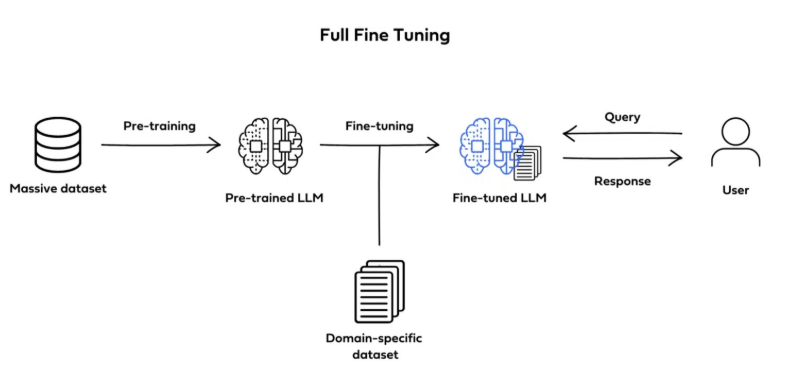 Full Fine Tuning
Pre-training
Fine-tuning
Query
Massive dataset
Pre-trained LLM
Fine-tuned LLM
Response
User
Domain-specific
dataset